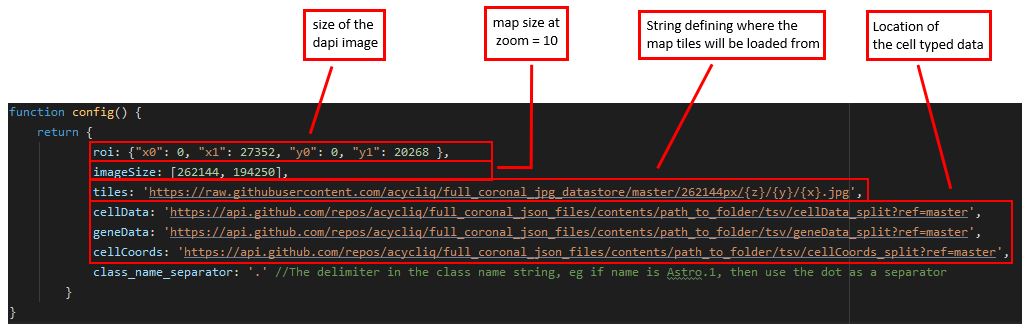 size of the
dapi image
map size at
zoom = 10
String defining where the
map tiles will be loaded from
Location of
the cell typed data
function config() {
return {
roi: {"x0": 0, "x1": 27352, "y0": 0, "y1": 20268 },
imageSize: [262144, 194250],
tiles: 'https://raw.githubusercontent.com/acycliq/full_coronal_jpg_datastore/master/262144px/{z}/{y}/{x}.jpg',
cellData: 'https://api.github.com/repos/acycliq/full_coronal_json_files/contents/path_to_folder/tsv/cellData_split?ref=master',
geneData: 'https://api.github.com/repos/acycliq/full_coronal_json_files/contents/path_to_folder/tsv/geneData_split?ref=master',
cellCoords: 'https://api.github.com/repos/acycliq/full_coronal_json_files/contents/path_to_folder/tsv/cellCoords_split?ref=master',
class_name_separator: '.' //The delimiter in the class name string, eg if name is Astro.1, then use the dot as a separator
}
}